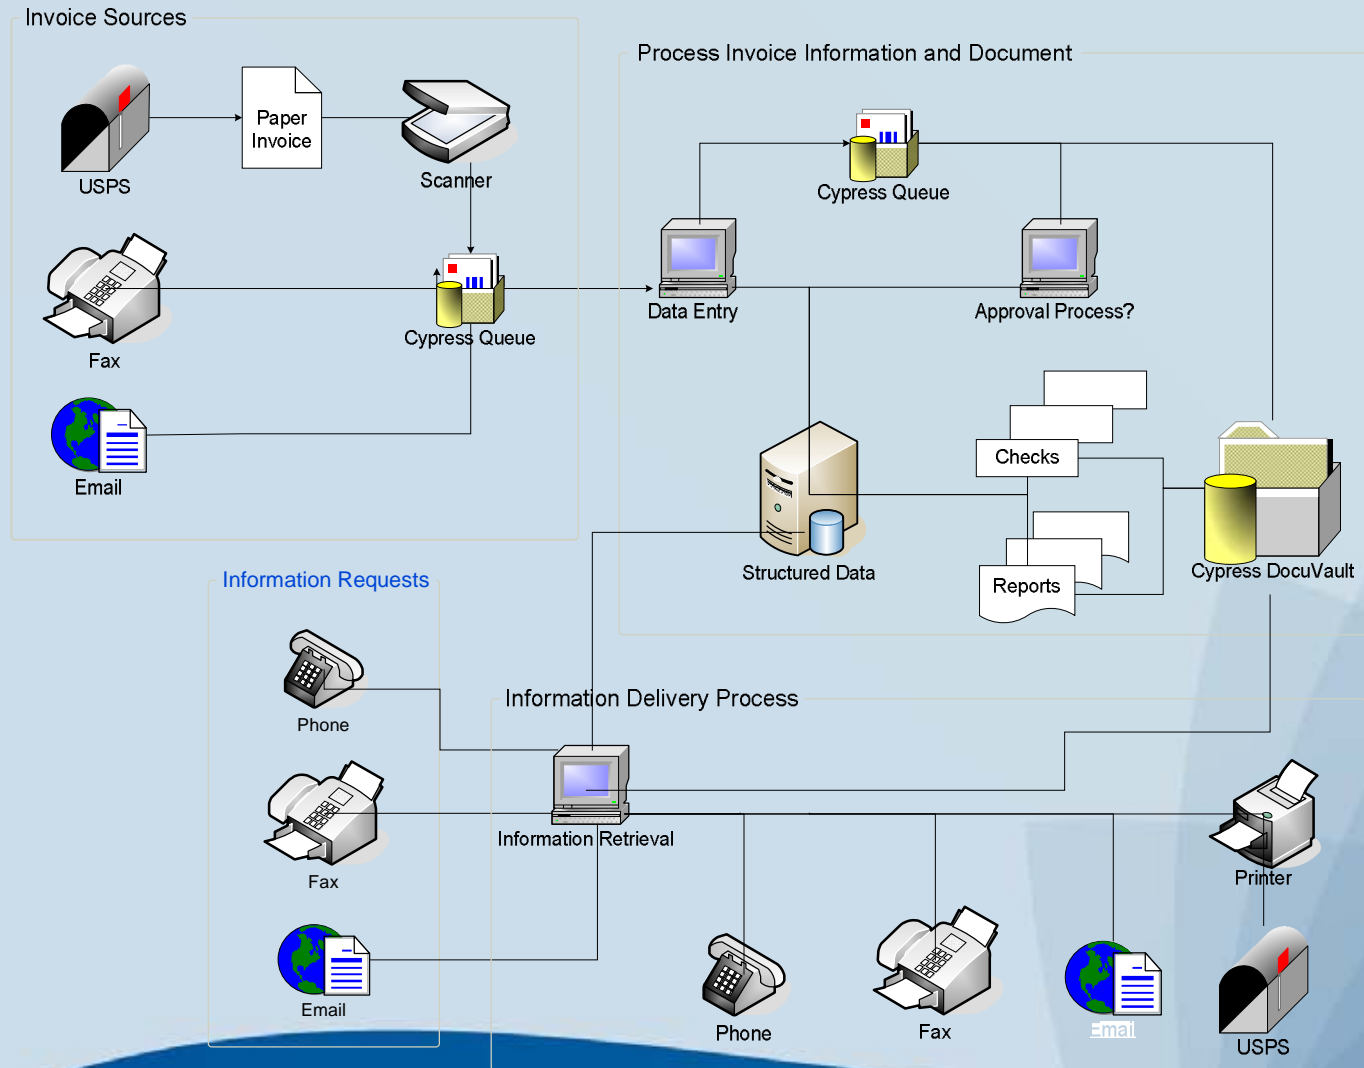 Invoice Sources
Process Invoice Information and Document
Paper
Invoice
USPS
Scanner
Cypress Queue
Data Entry
Approval Process?
Fax
Cypress Queue
Checks
Email
Structured Data
Cypress DocuVault
Reports
Information Requests
Phone
Information Delivery Process
Information Retrieval
Fax
Printer
Email
Phone
Fax
Email
USPS